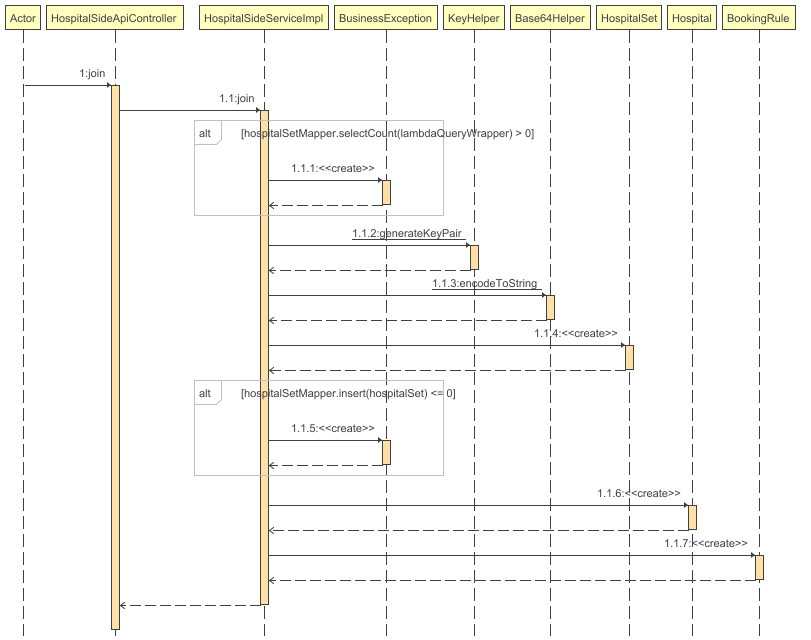 Actor HospitalSideApiController HospitalSideServiceImpl BusinessException KeyHelper Base64Helper HospitalSet Hospital BookingRule
1:join
1.1:join
alt [hospitalSetMapper.selectCount(lambdaQueryWrapper) > 0]
1.1.1:<<create>>
1.1.2:generateKeyPair
1.1.3:encodeToString
1.1.4:<<create>>
alt [hospitalSetMapper.insert(hospitalSet) <= 0]
1.1.5:<<create>>
1.1.6:<<create>>
1.1.7:<<create>>